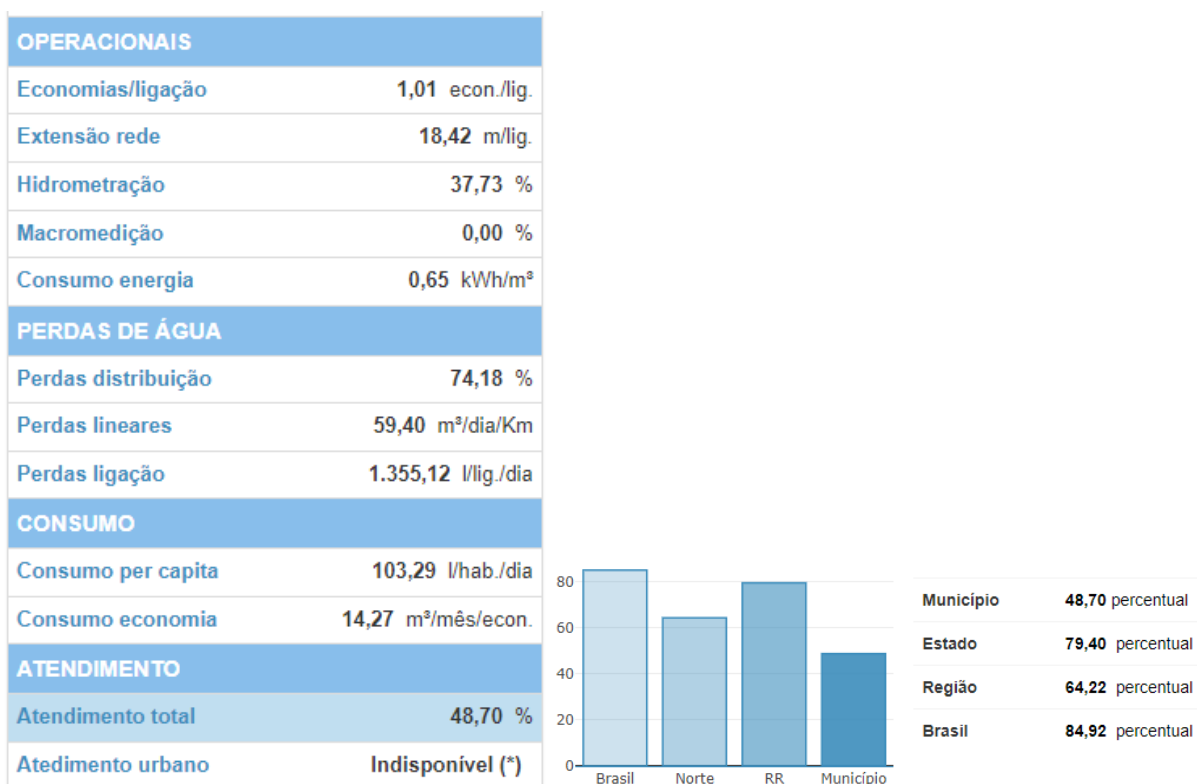 OPERACIONAIS
Economias/ligação 1,01 econ./lig.
Extensão rede 18,42 m/lig.
Hidrometração 37,73 %
Macromedição 0,00 %
Consumo energia 0,65 kWh/m³
PERDAS DE ÁGUA
Perdas distribuição 74,18 %
Perdas lineares 59,40 m³/dia/Km
Perdas ligação 1.355,12 l/lig./dia
CONSUMO
Consumo per capita 103,29 l/hab./dia
Consumo economia 14,27 m³/mês/econ.
ATENDIMENTO
Atendimento total 48,70 %
Atedimento urbano Indisponível (*)
80
60
40
20
0
Brasil Norte RR Município
Município 48,70 percentual
Estado 79,40 percentual
Região 64,22 percentual
Brasil 84,92 percentual